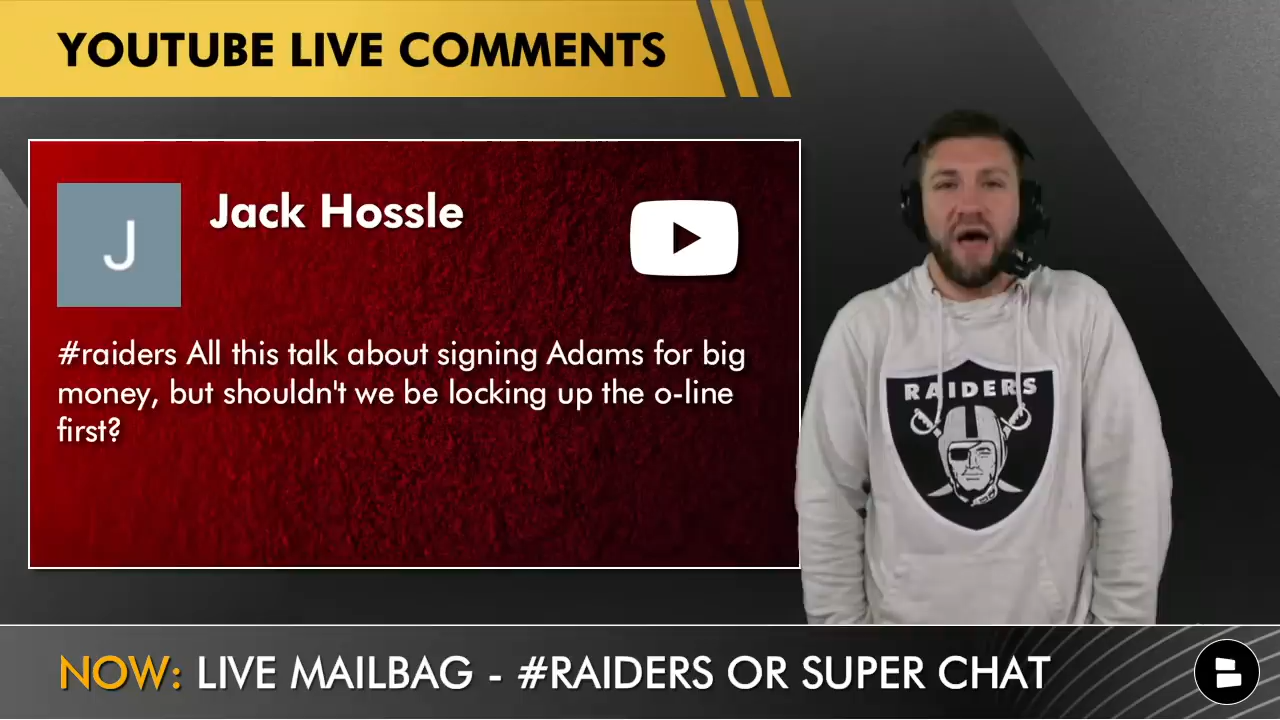 YOUTUBE LIVE COMMENTS
J
Jack Hossle
#raiders All this talk about signing Adams for big
money, but shouldn't we be locking up the o-line
first?
RAIDERS
NOW: LIVE MAILBAG - #RAIDERS OR SUPER CHAT